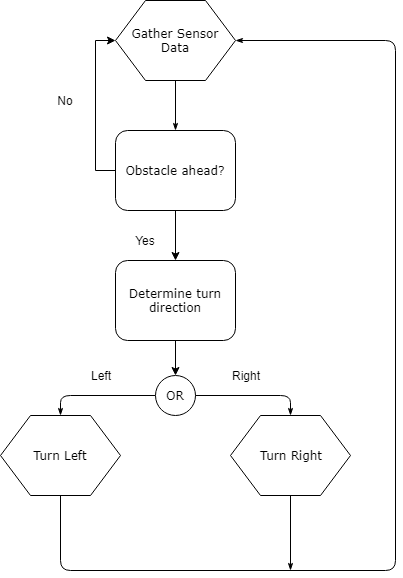 Gather Sensor
Data
No
Obstacle ahead?
Yes
Determine turn
direction
Left
Right
OR
Turn Left
Turn Right